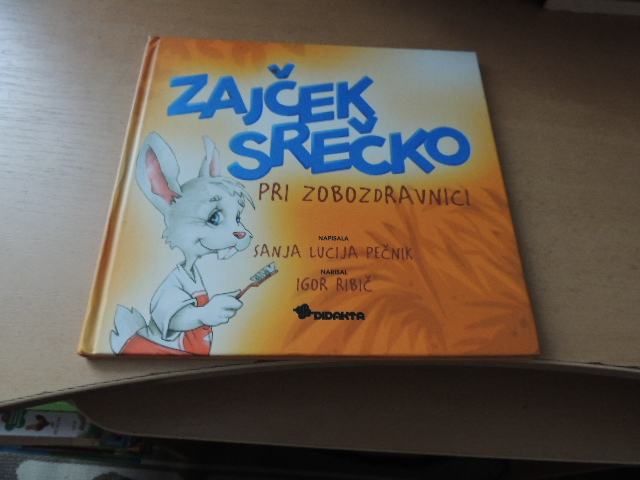 ZAJČEK
SREČKO
PRI ZOBOZDRAVNICI
NAPISALA
SANJA LUCIJA PEČNIK
NARISAL
IGOR RIBIČ
DIDAKTA